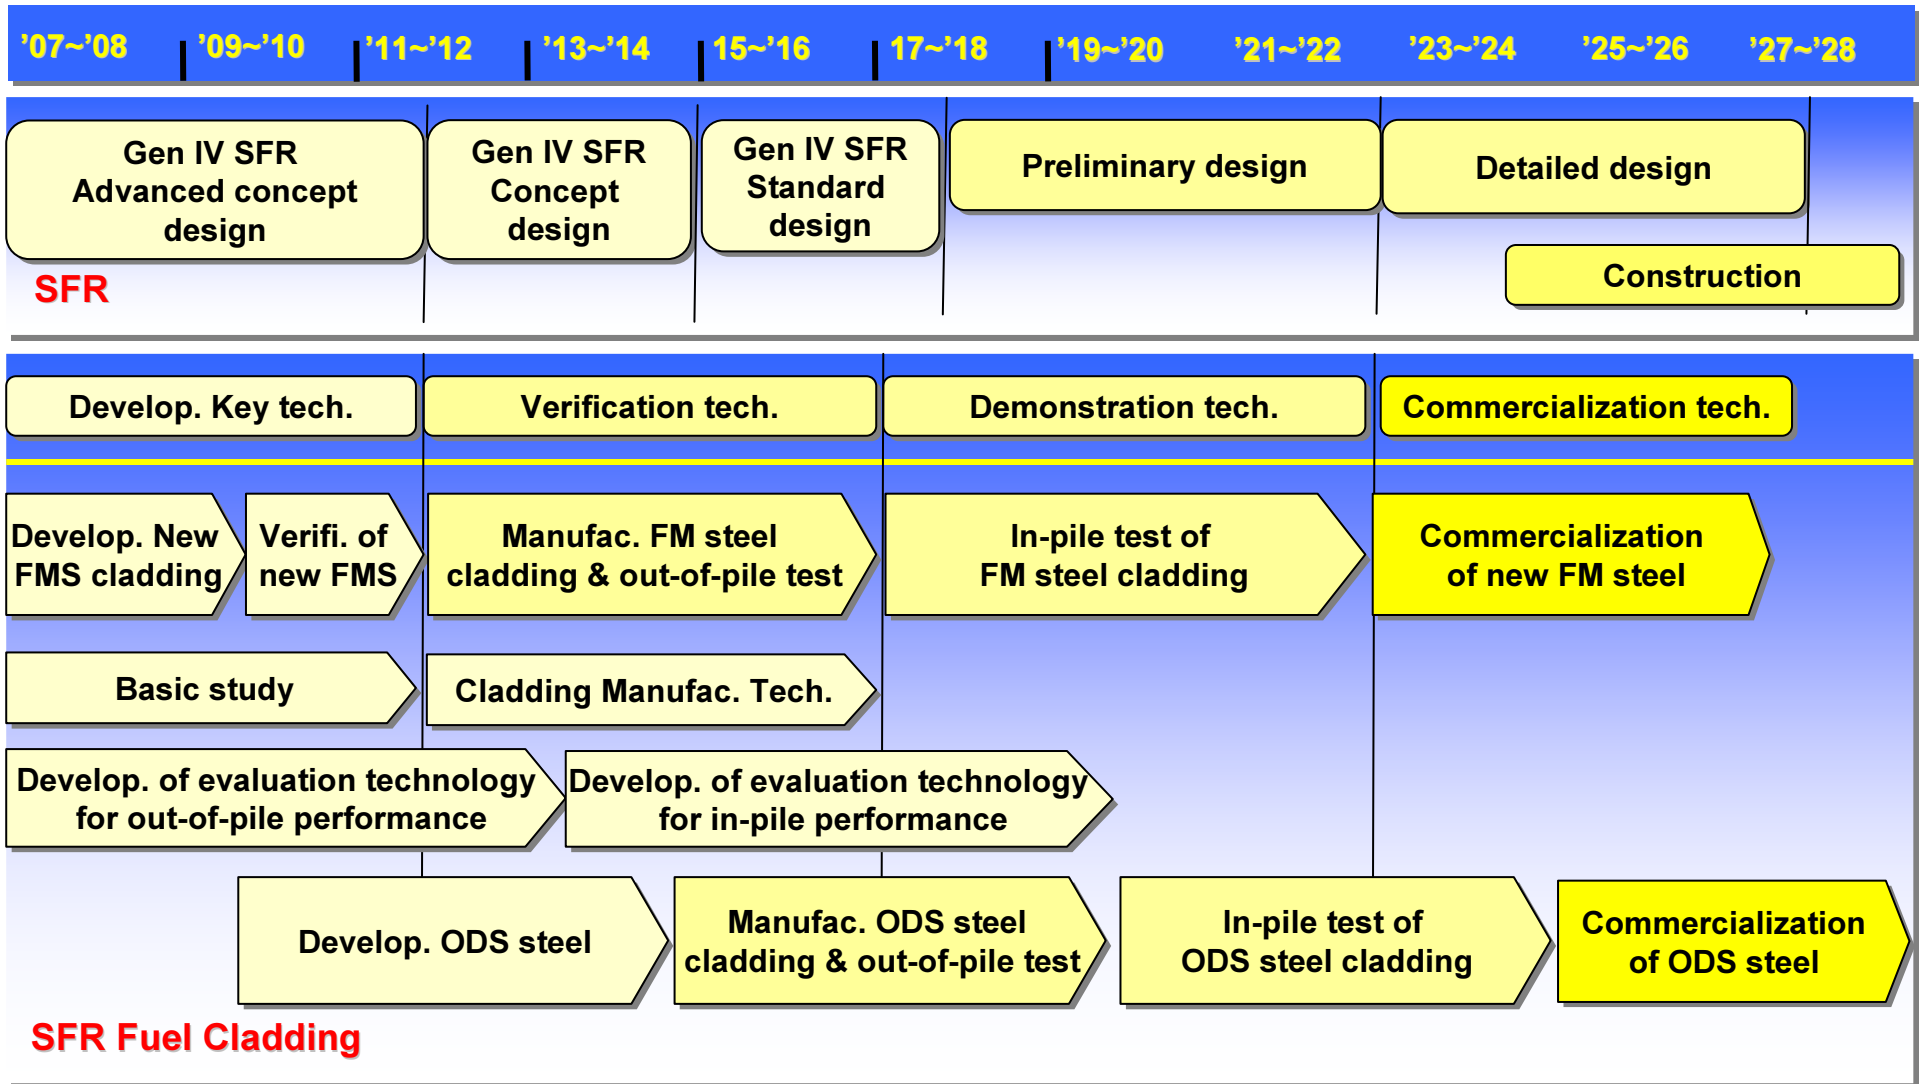 ’07~’08 ’09~’10 ’11~’12 ’13~’14 15~’16 17~’18 ’19~’20 ’21~’22 ’23~’24 ’25~’26 ’27~’28
Gen IV SFR
Advanced concept
design
Gen IV SFR
Concept
design
Gen IV SFR
Standard
design
Preliminary design
Detailed design
Construction
SFR
Develop. Key tech.
Verification tech.
Demonstration tech.
Commercialization tech.
Develop. New
FMS cladding
Verifi. of
new FMS
Manufac. FM steel
cladding & out-of-pile test
In-pile test of
FM steel cladding
Commercialization
of new FM steel
Basic study
Cladding Manufac. Tech.
Develop. of evaluation technology
for out-of-pile performance
Develop. of evaluation technology
for in-pile performance
Develop. ODS steel
Manufac. ODS steel
cladding & out-of-pile test
In-pile test of
ODS steel cladding
Commercialization
of ODS steel
SFR Fuel Cladding